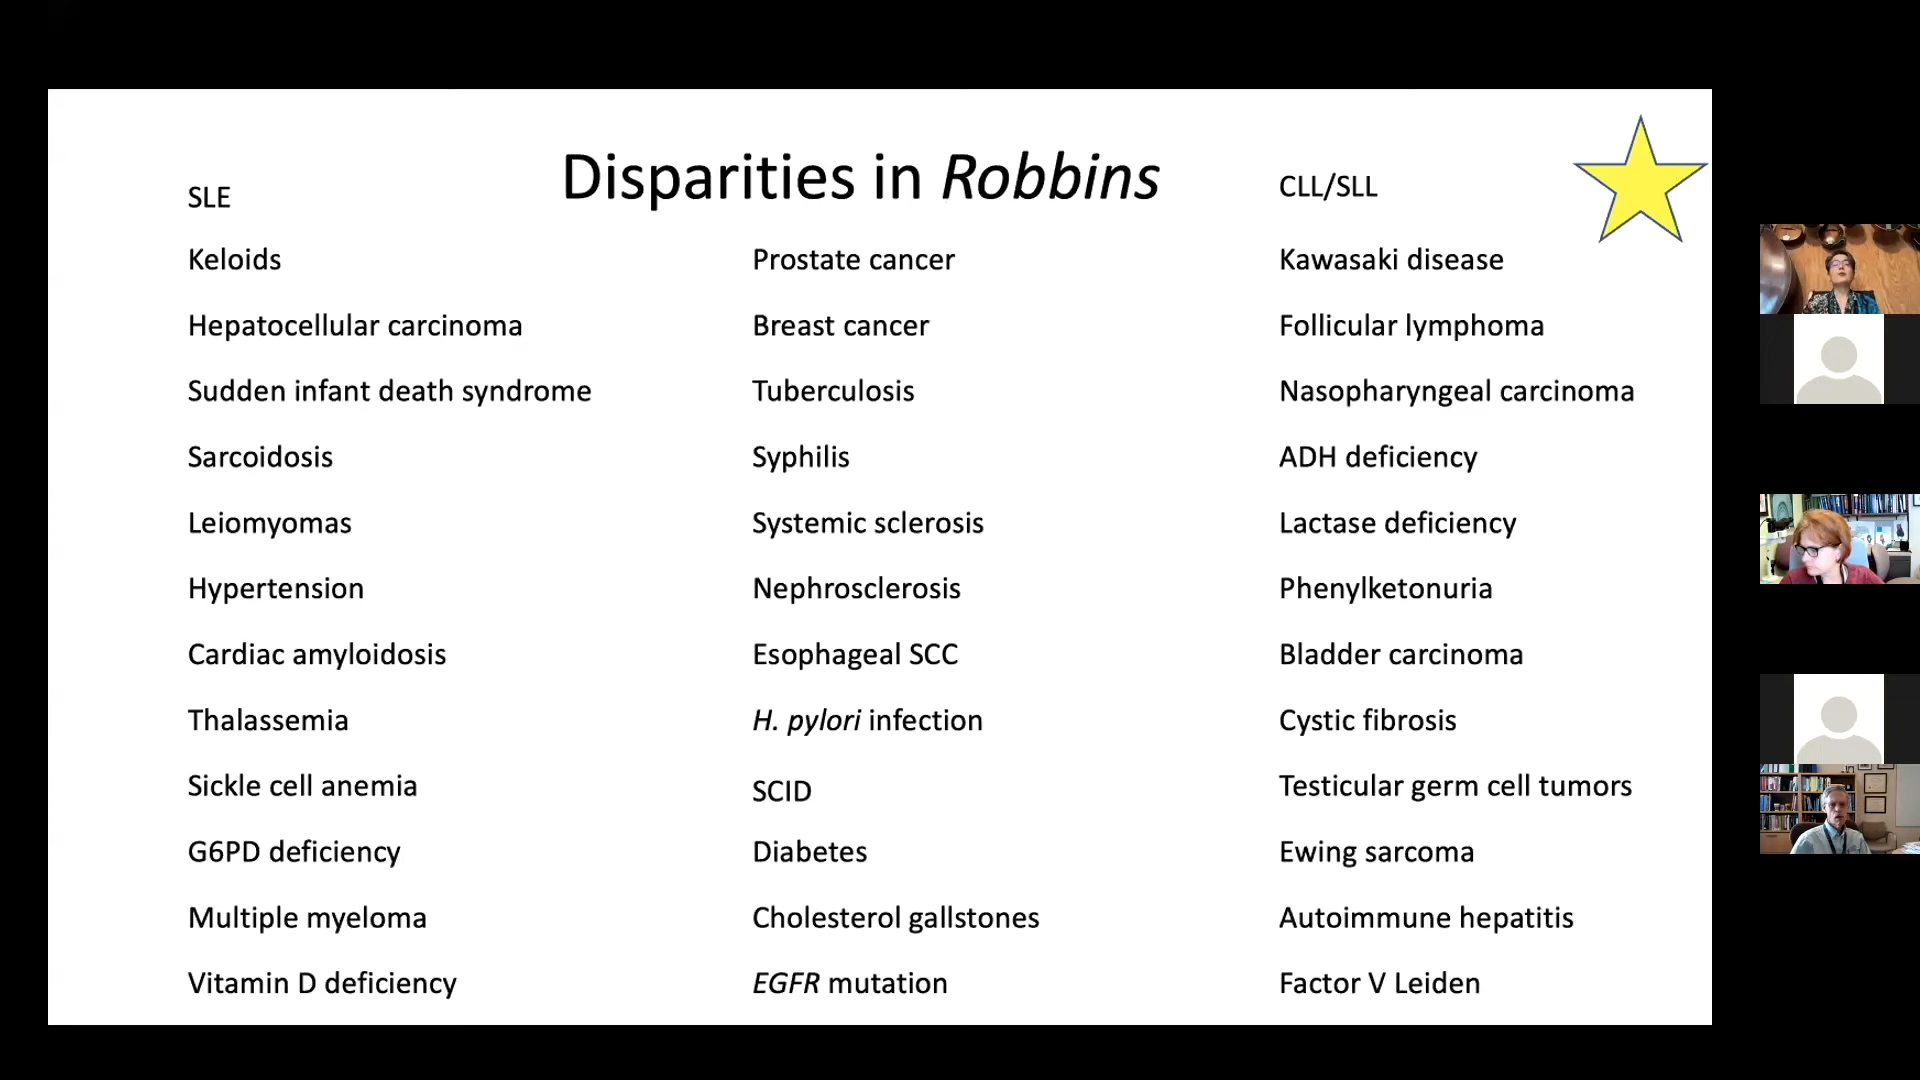 Disparities in Robbins
SLE
Keloids
Hepatocellular carcinoma
Sudden infant death syndrome
Sarcoidosis
Leiomyomas
Hypertension
Cardiac amyloidosis
Thalassemia
Sickle cell anemia
G6PD deficiency
Multiple myeloma
Vitamin D deficiency
Prostate cancer
Breast cancer
Tuberculosis
Syphilis
Systemic sclerosis
Nephrosclerosis
Esophageal SCC
H. pylori infection
SCID
Diabetes
Cholesterol gallstones
EGFR mutation
CLL/SLL
Kawasaki disease
Follicular lymphoma
Nasopharyngeal carcinoma
ADH deficiency
Lactase deficiency
Phenylketonuria
Bladder carcinoma
Cystic fibrosis
Testicular germ cell tumors
Ewing sarcoma
Autoimmune hepatitis
Factor V Leiden